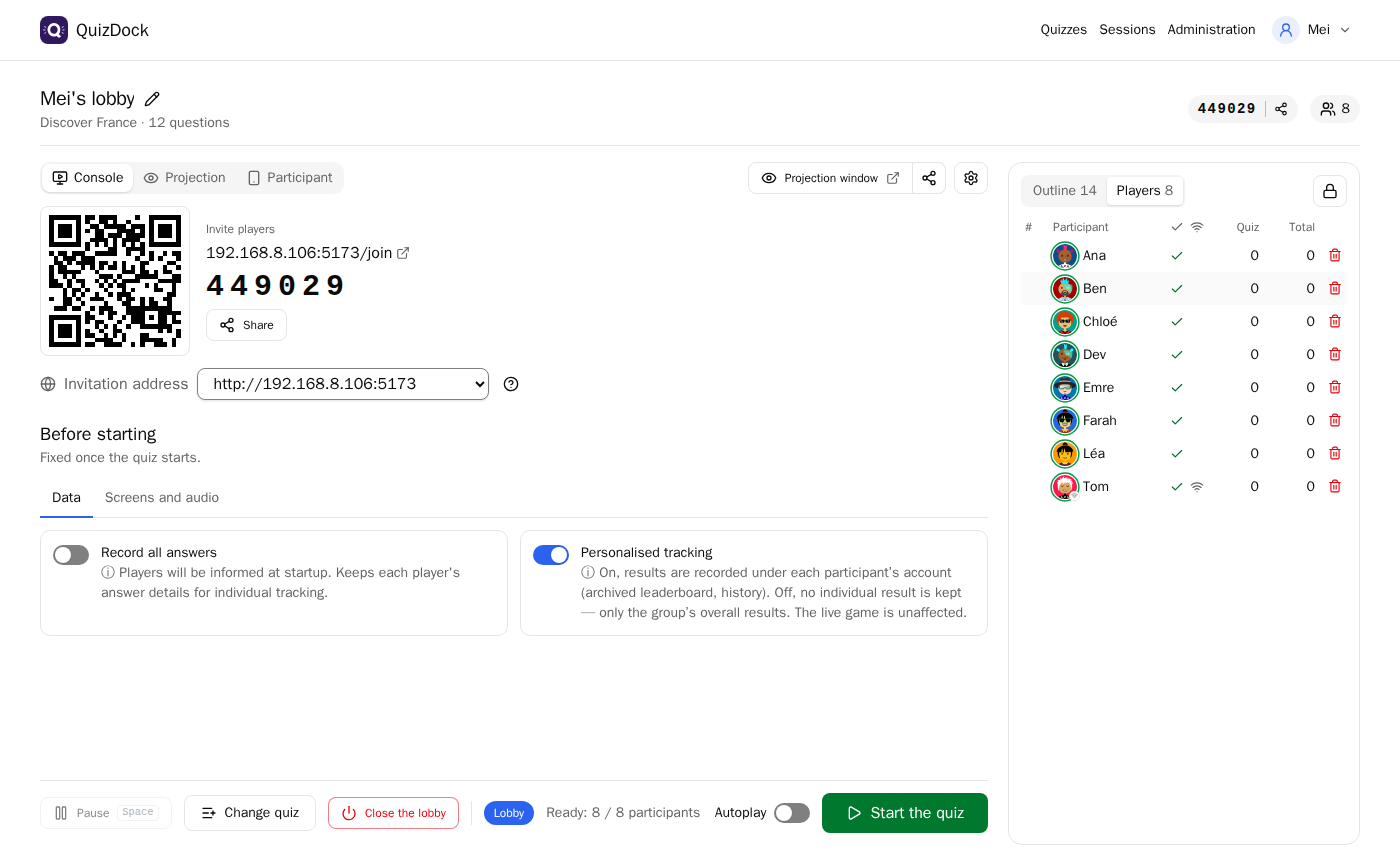 QuizDock
Quizzes
Sessions
Administration
Mei
Mei's lobby
Discover France · 12 questions
449029
8
Console
Projection
Participant
Projection window
Invite players
192.168.8.106:5173/join
449029
Share
Invitation address
http://192.168.8.106:5173
Before starting
Fixed once the quiz starts.
Data
Screens and audio
Record all answers
ⓘ Players will be informed at startup. Keeps each player's
answer details for individual tracking.
Personalised tracking
ⓘ On, results are recorded under each participant's account
(archived leaderboard, history). Off, no individual result is kept
— only the group's overall results. The live game is unaffected.
Pause Space
Change quiz
Close the lobby
Lobby
Ready: 8 / 8 participants
Autoplay
Start the quiz
Outline 14
Players 8
# Participant Quiz Total
Ana 0 0
Ben 0 0
Chloé 0 0
Dev 0 0
Emre 0 0
Farah 0 0
Léa 0 0
Tom 0 0